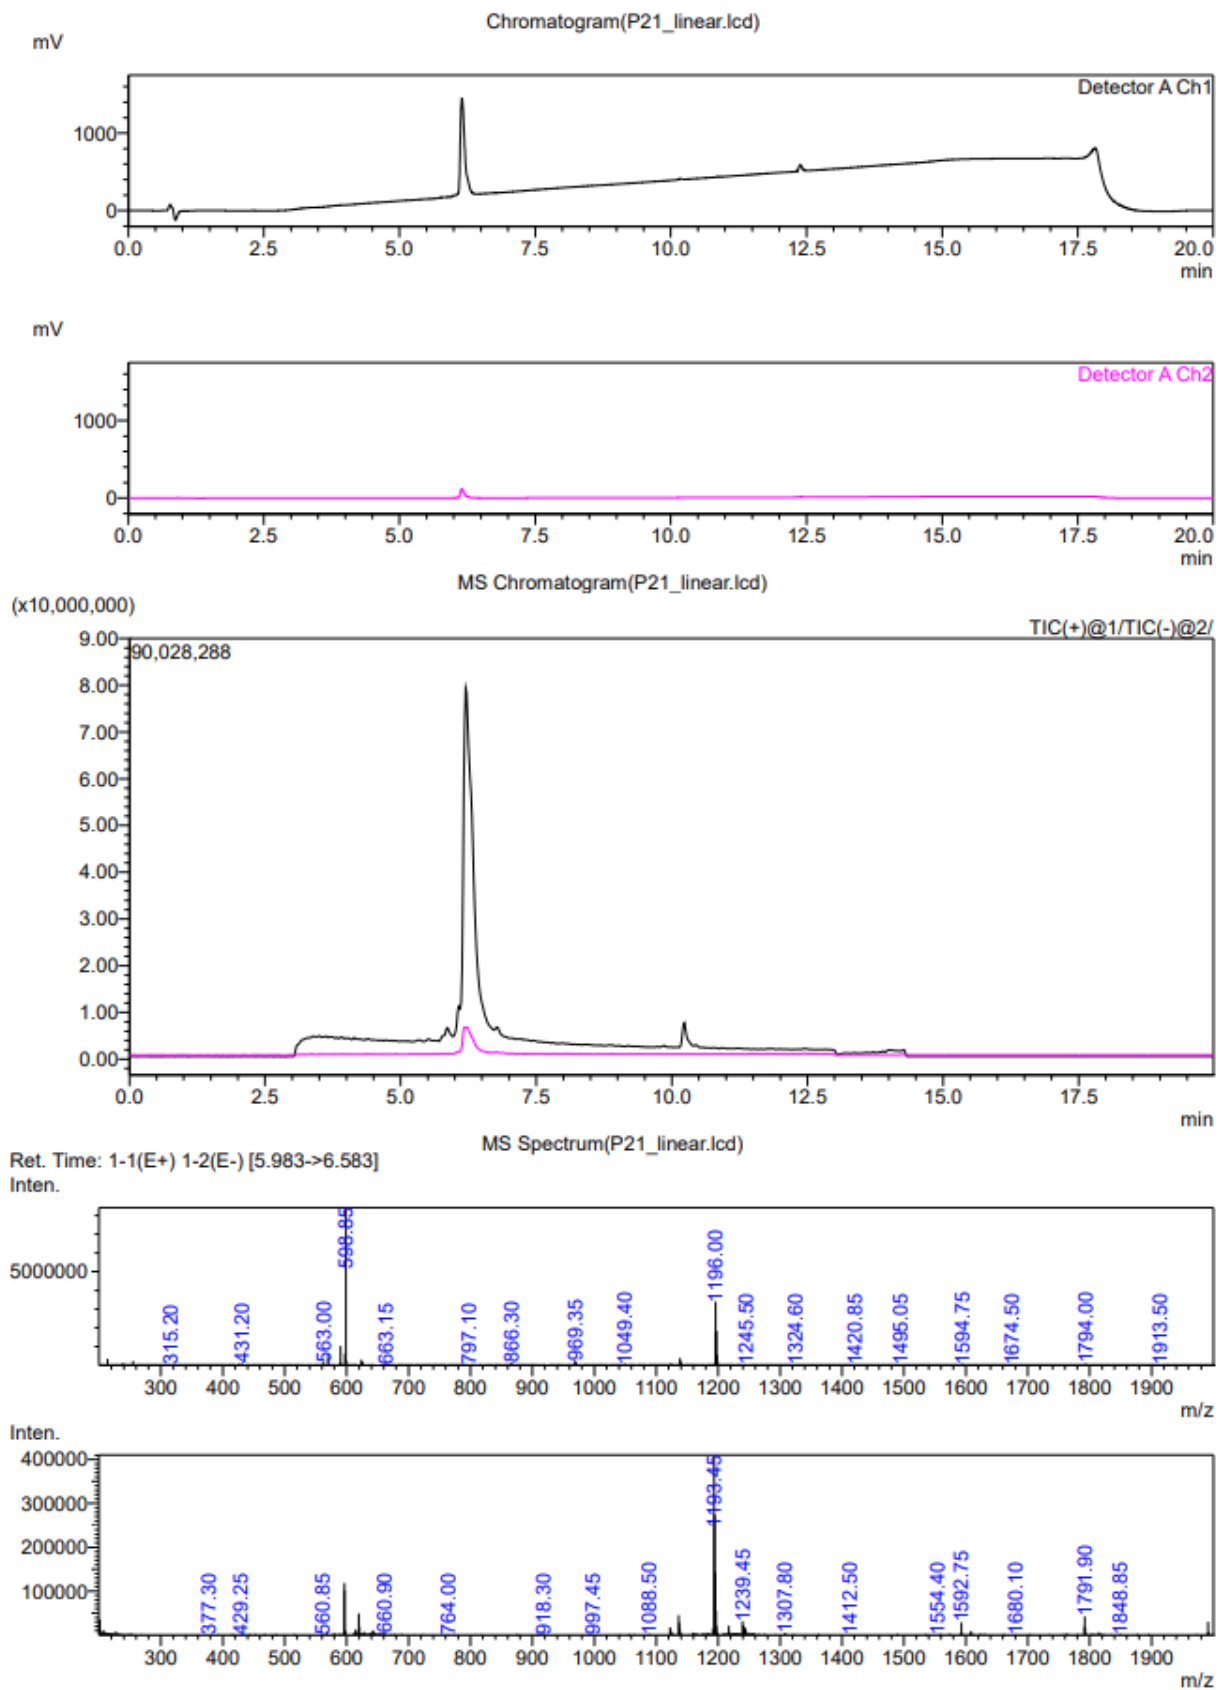 Chromatogram(P21_linear.lcd)
mV
Detector A Ch1
1000
0
0.0 2.5 5.0 7.5 10.0 12.5 15.0 17.5 20.0
min
mV
Detector A Ch2
1000
0
0.0 2.5 5.0 7.5 10.0 12.5 15.0 17.5 20.0
min
MS Chromatogram(P21_linear.lcd)
(x10,000,000)
TIC(+)@1/TIC(-)@2/
9.00
90,028,288
8.00
7.00
6.00
5.00
4.00
3.00
2.00
1.00
0.00
0.0 2.5 5.0 7.5 10.0 12.5 15.0 17.5
min
MS Spectrum(P21_linear.lcd)
Ret. Time: 1-1(E+) 1-2(E-) [5.983->6.583]
Inten.
5000000
315.20 431.20 563.00 598.85 663.15 797.10 866.30 969.35 1049.40 1196.00 1245.50 1324.60 1420.85 1495.05 1594.75 1674.50 1794.00 1913.50
300 400 500 600 700 800 900 1000 1100 1200 1300 1400 1500 1600 1700 1800 1900
m/z
Inten.
400000
300000
200000
100000
377.30 429.25 560.85 660.90 764.00 918.30 997.45 1088.50 1193.45 1239.45 1307.80 1412.50 1554.40 1592.75 1680.10 1791.90 1848.85
300 400 500 600 700 800 900 1000 1100 1200 1300 1400 1500 1600 1700 1800 1900
m/z